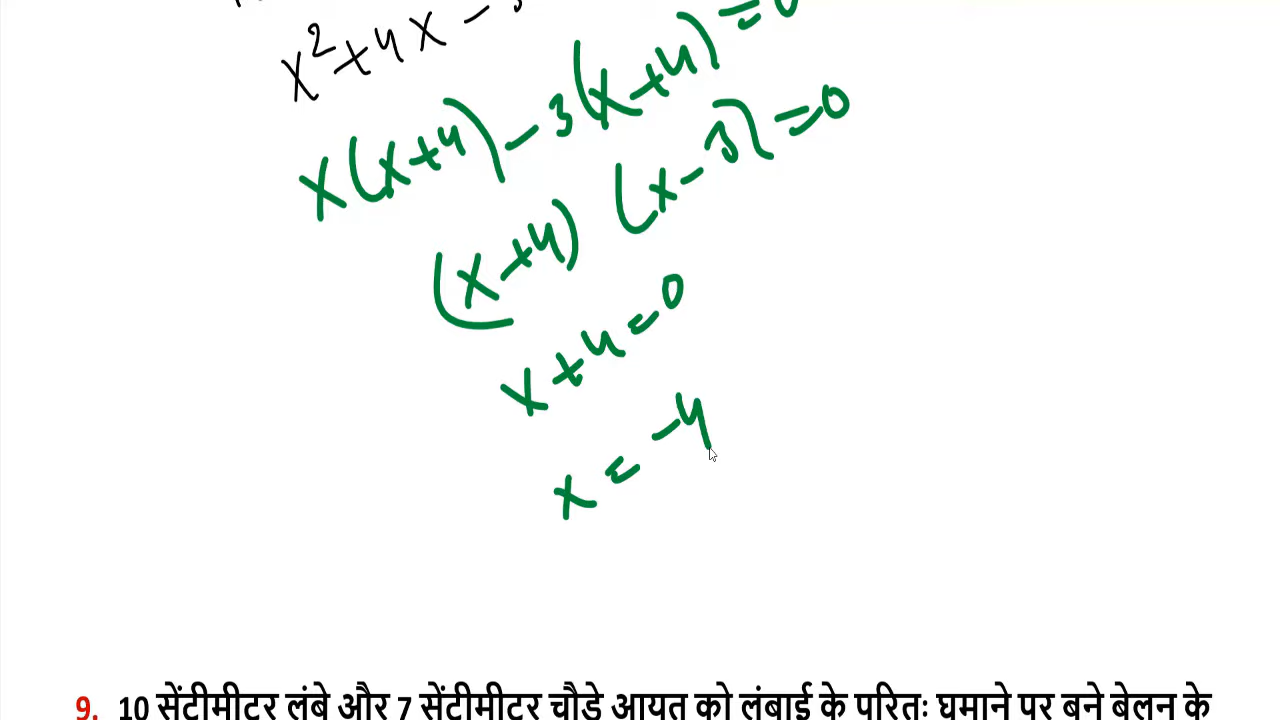 x²+4x-
x(x+4)-3(x+4)=0
(x+4) (x-3)=0
x+4=0
x=-4
9. 10 सेंटीमीटर लंबे और 7 सेंटीमीटर चौड़े आयत को लंबाई के परितः घुमाने पर बने बेलन के